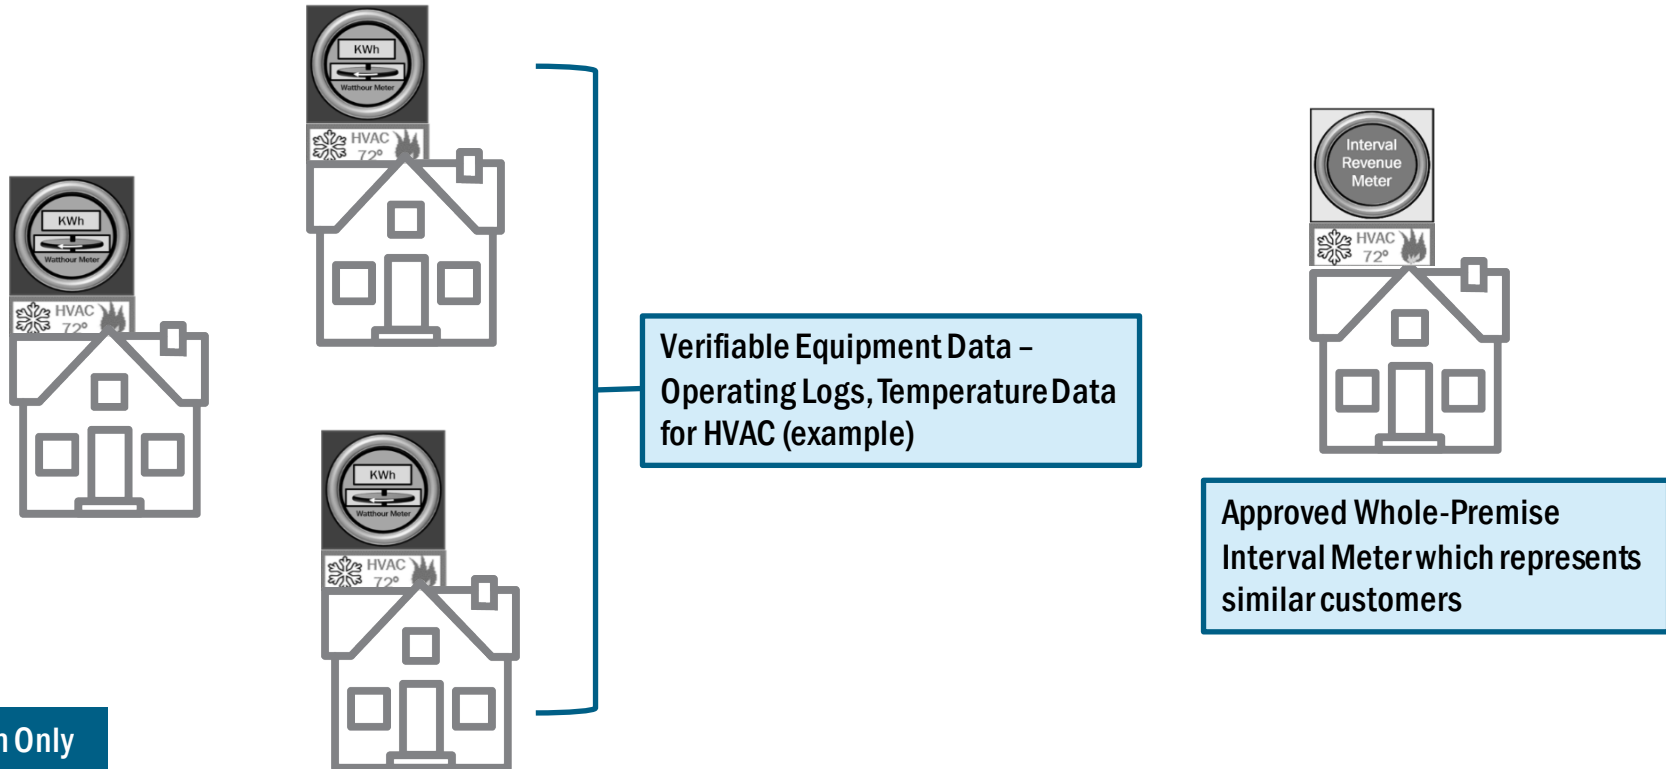 KWh
Watthour Meter
HVAC
72°
KWh
Watthour Meter
HVAC
72°
KWh
Watthour Meter
HVAC
72°
Verifiable Equipment Data –
Operating Logs, Temperature Data
for HVAC (example)
Interval
Revenue
Meter
HVAC
72°
Approved Whole-Premise
Interval Meter which represents
similar customers
Only